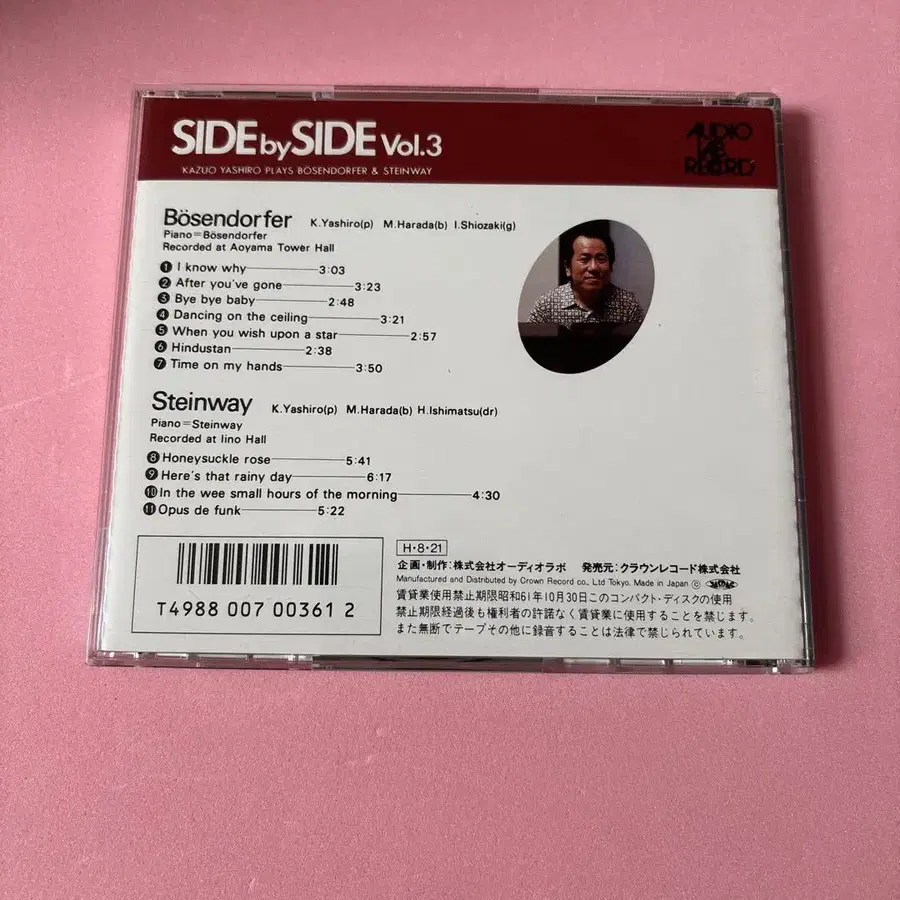 SIDE by SIDE Vol.3
KAZUO YASHIRO PLAYS BÖSENDORFER & STEINWAY
AUDIO LAB RECORD
Bösendorfer K.Yashiro(p) M.Harada(b) I.Shiozaki(g)
Piano=Bösendorfer
Recorded at Aoyama Tower Hall
1 I know why 3:03
2 After you've gone 3:23
3 Bye bye baby 2:48
4 Dancing on the ceiling 3:21
5 When you wish upon a star 2:57
6 Hindustan 2:38
7 Time on my hands 3:50
Steinway K.Yashiro(p) M.Harada(b) H.Ishimatsu(dr)
Piano=Steinway
Recorded at Iino Hall
8 Honeysuckle rose 5:41
9 Here's that rainy day 6:17
10 In the wee small hours of the morning 4:30
11 Opus de funk 5:22
T4988 007 00361 2
H・8・21
企画・制作:株式会社オーディオラボ 発売元:クラウンレコード株式会社
Manufactured and Distributed by Crown Record co., Ltd Tokyo. Made in Japan
賃貸業使用禁止期限昭和61年10月30日このコンパクト・ディスクの使用
禁止期限経過後も権利者の許諾なく賃貸業に使用することを禁じます。
また無断でテープその他に録音することは法律で禁じられています。